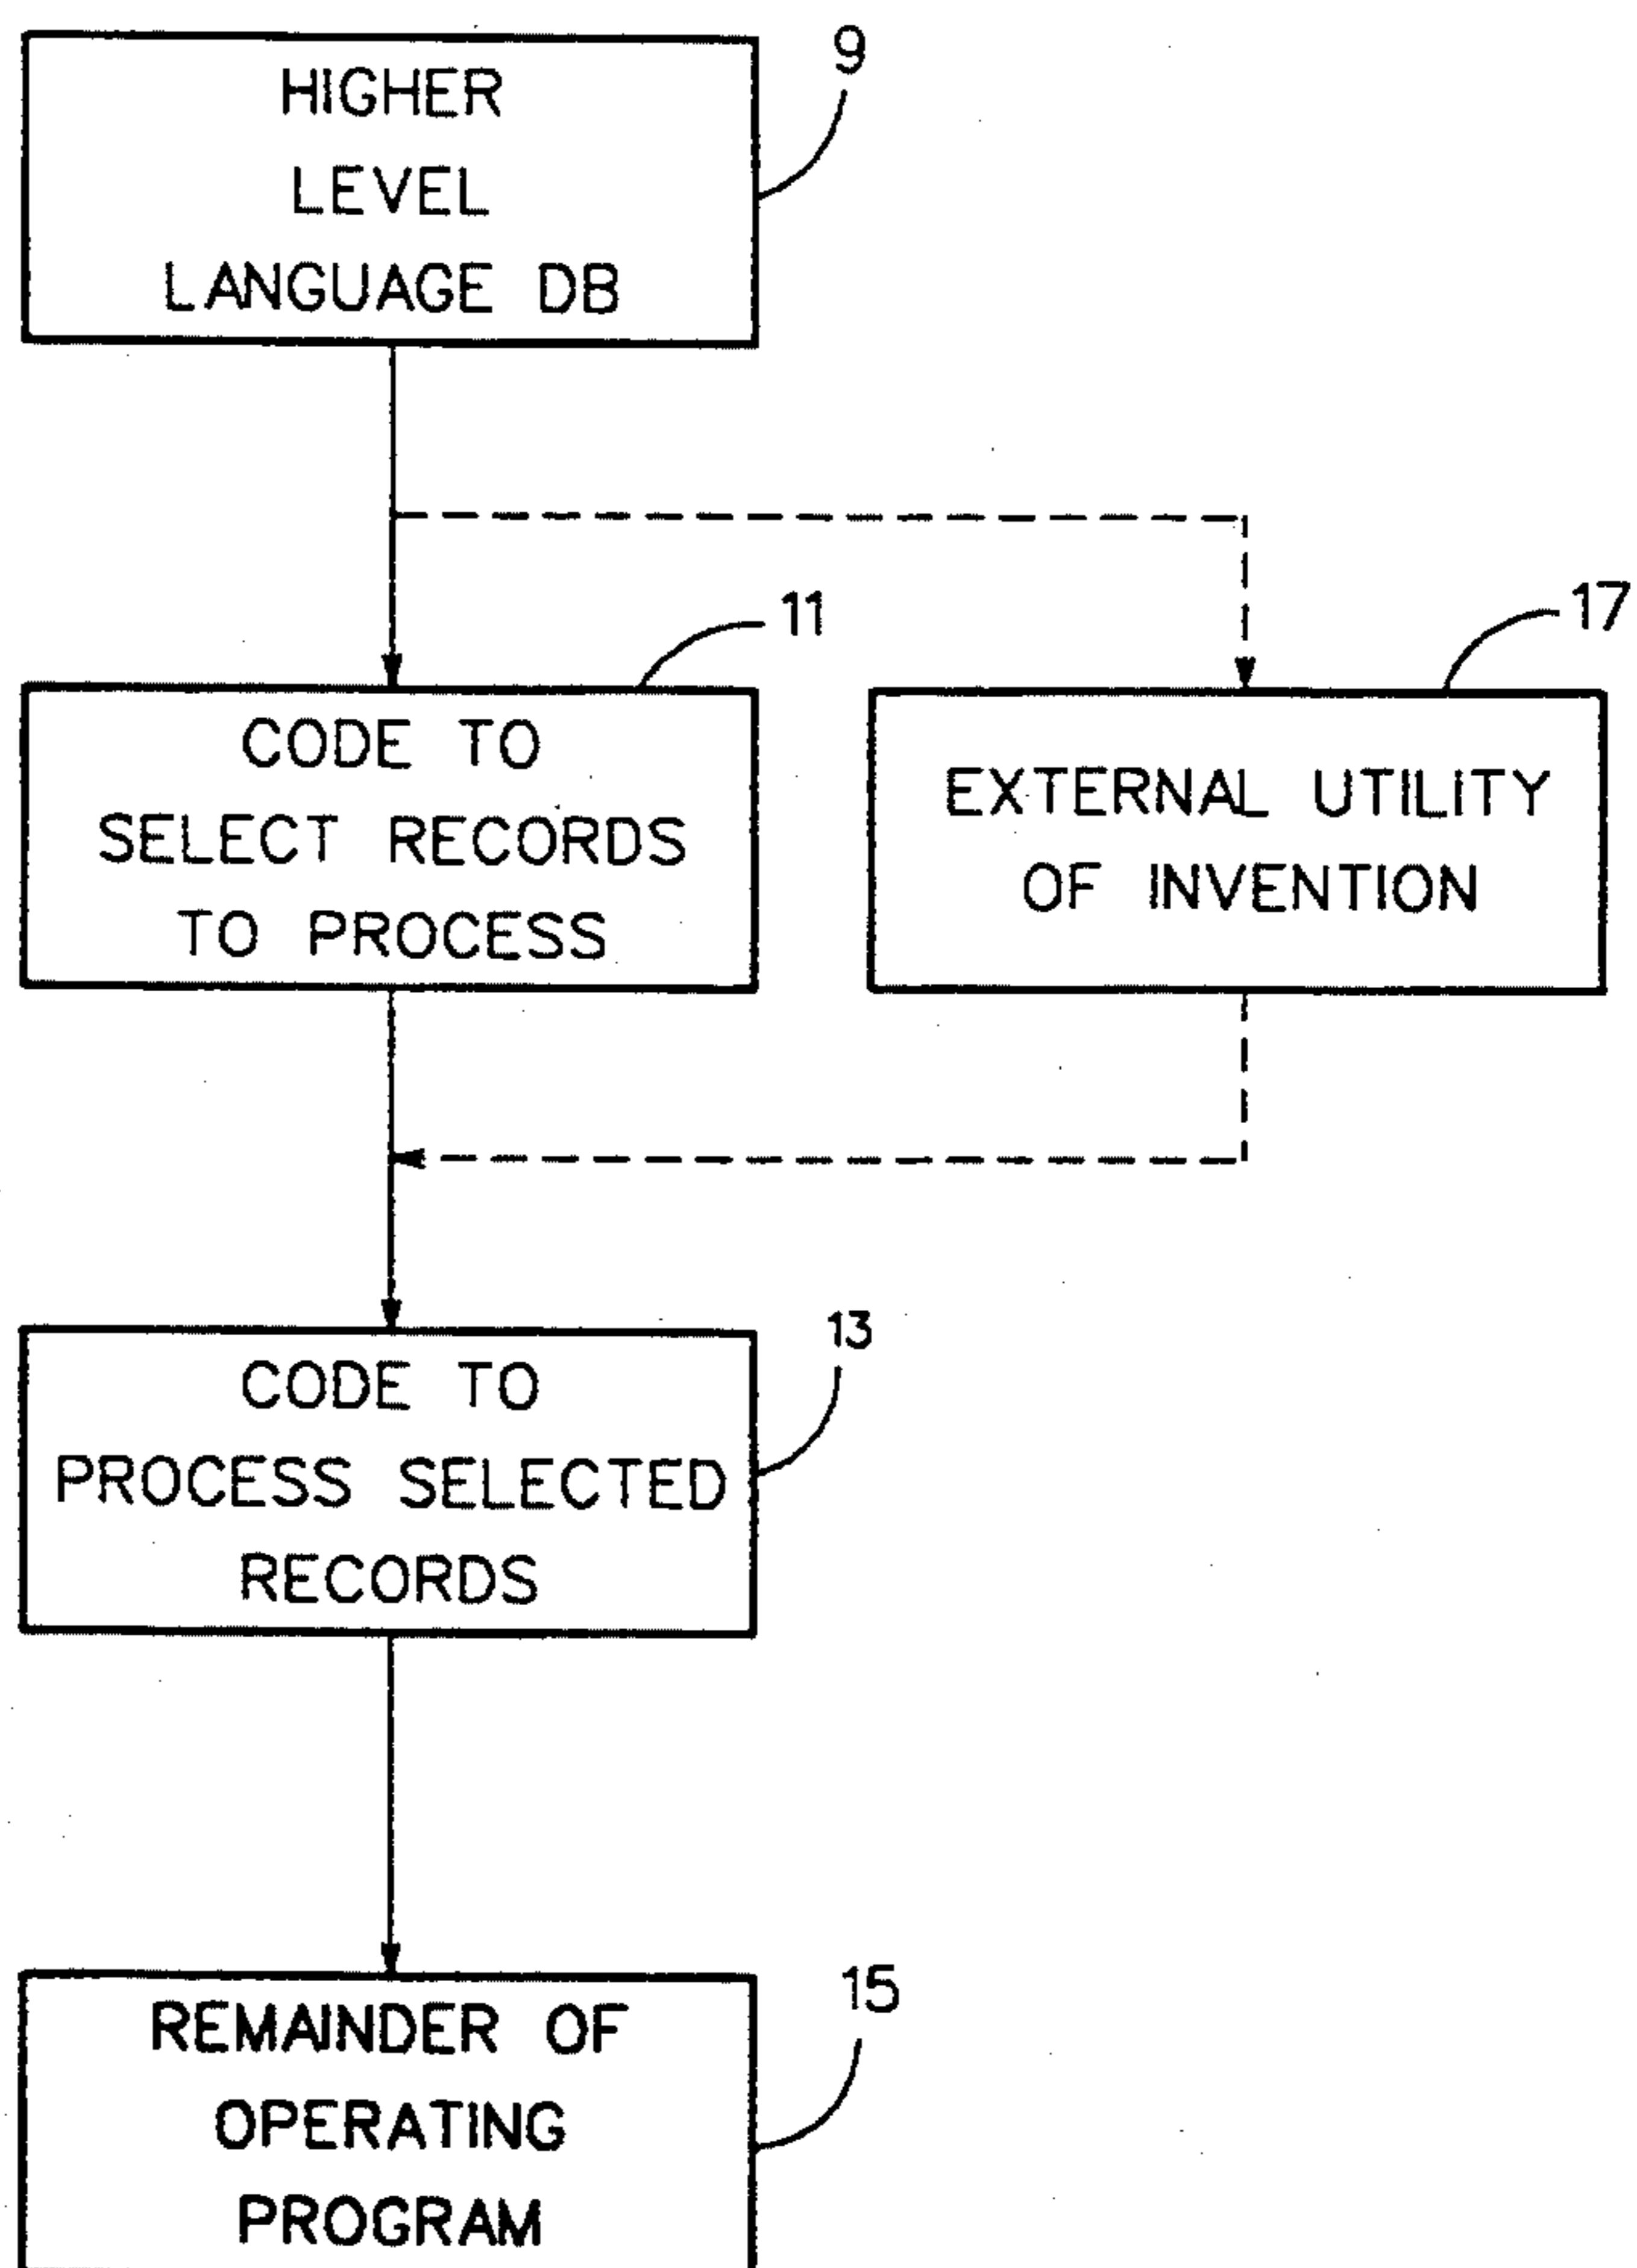 9
HIGHER
LEVEL
LANGUAGE DB
11
17
CODE TO
SELECT RECORDS
TO PROCESS
EXTERNAL UTILITY
OF INVENTION
13
CODE TO
PROCESS SELECTED
RECORDS
15
REMAINDER OF
OPERATING
PROGRAM